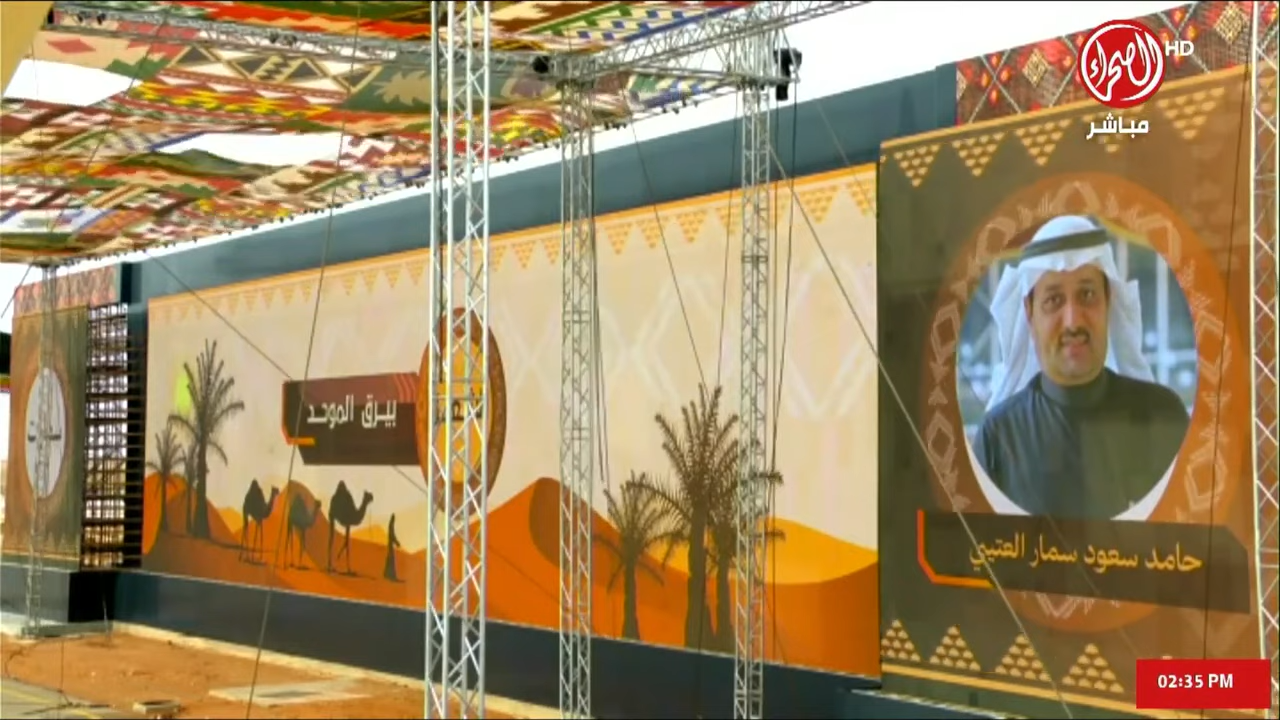 الصحراء HD
مباشر
بيرق الموحد
حامد سعود سمار العتيبي
02:35 PM